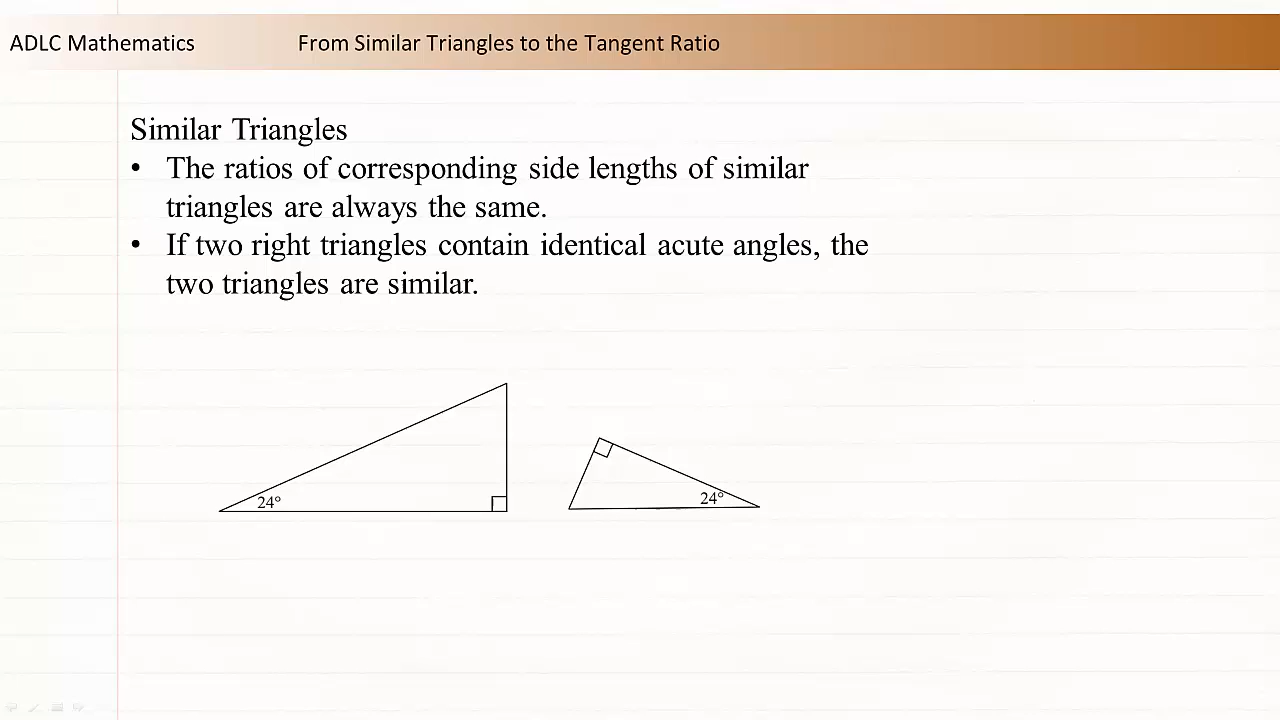 ADLC Mathematics From Similar Triangles to the Tangent Ratio
Similar Triangles
• The ratios of corresponding side lengths of similar
triangles are always the same.
• If two right triangles contain identical acute angles, the
two triangles are similar.
24° 24°